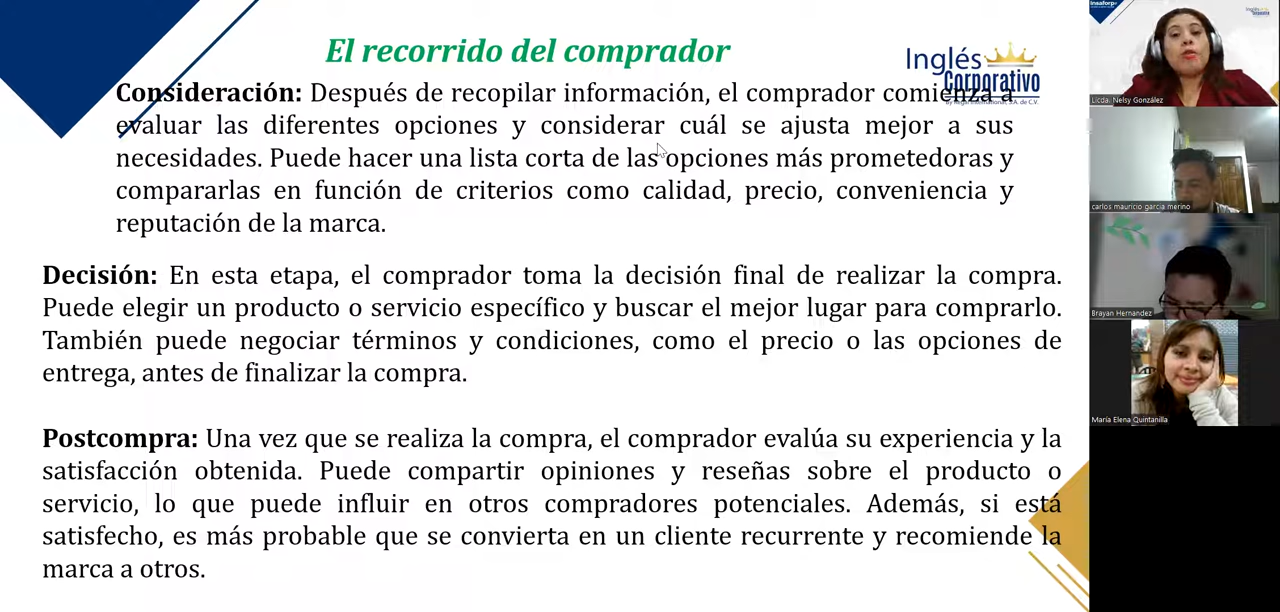 El recorrido del comprador
Inglés
Corporativo
by Regal International, S.A. de C.V.
Consideración: Después de recopilar información, el comprador comienza a
evaluar las diferentes opciones y considerar cuál se ajusta mejor a sus
necesidades. Puede hacer una lista corta de las opciones más prometedoras y
compararlas en función de criterios como calidad, precio, conveniencia y
reputación de la marca.
Decisión: En esta etapa, el comprador toma la decisión final de realizar la compra.
Puede elegir un producto o servicio específico y buscar el mejor lugar para comprarlo.
También puede negociar términos y condiciones, como el precio o las opciones de
entrega, antes de finalizar la compra.
Postcompra: Una vez que se realiza la compra, el comprador evalúa su experiencia y la
satisfacción obtenida. Puede compartir opiniones y reseñas sobre el producto o
servicio, lo que puede influir en otros compradores potenciales. Además, si está
satisfecho, es más probable que se convierta en un cliente recurrente y recomiende la
marca a otros.
Insaforp
Licda. Nelsy González
carlos mauricio garcia merino
Brayan Hernandez
María Elena Quintanilla